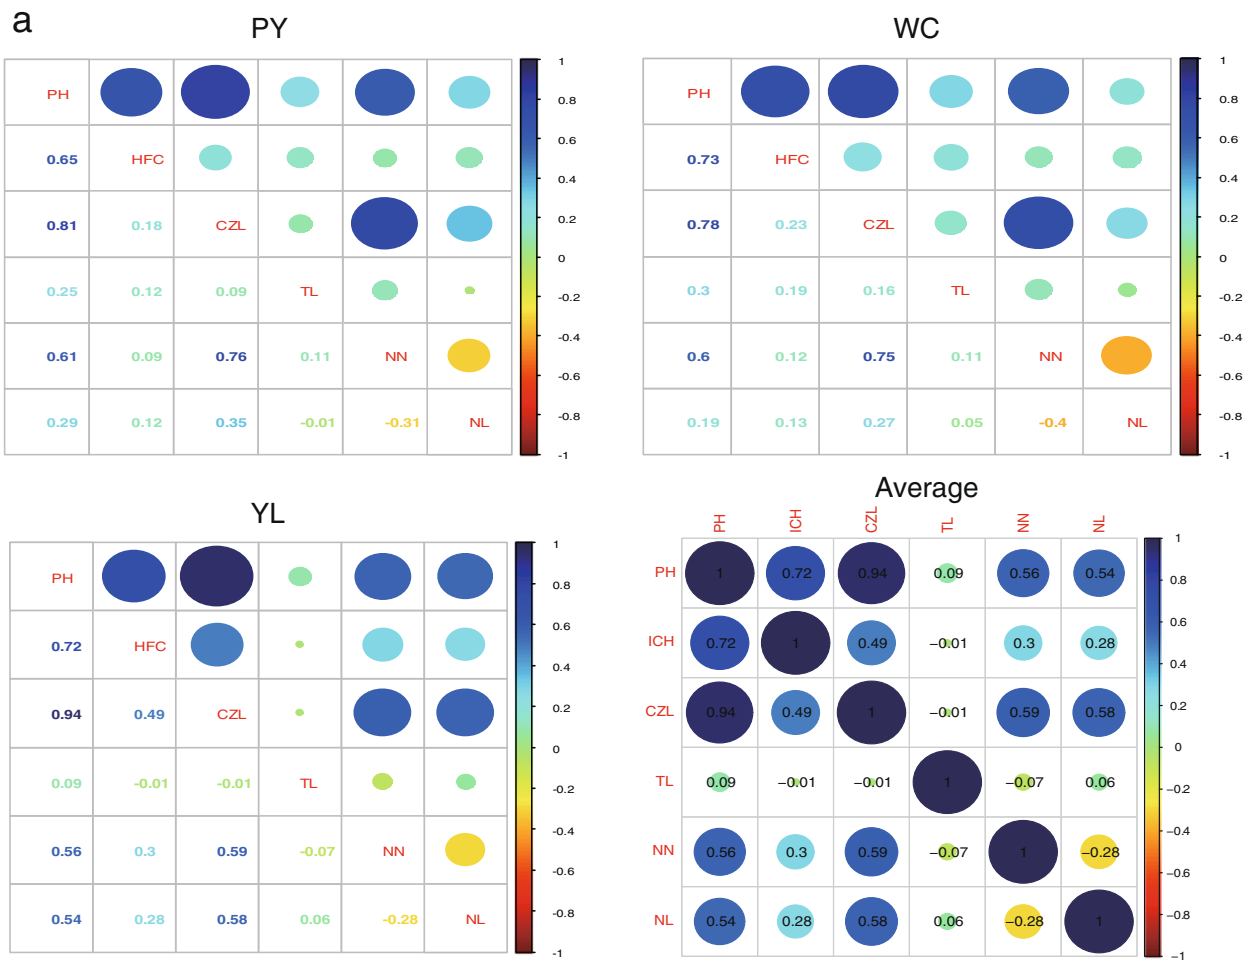 a
PY
PH
0.65 HFC
0.81 0.18 CZL
0.25 0.12 0.09 TL
0.61 0.09 0.76 0.11 NN
0.29 0.12 0.35 -0.01 -0.31 NL
1
0.8
0.6
0.4
0.2
0
-0.2
-0.4
-0.6
-0.8
-1
WC
PH
0.73 HFC
0.78 0.23 CZL
0.3 0.19 0.16 TL
0.6 0.12 0.75 0.11 NN
0.19 0.13 0.27 0.05 -0.4 NL
1
0.8
0.6
0.4
0.2
0
-0.2
-0.4
-0.6
-0.8
-1
YL
PH
0.72 HFC
0.94 0.49 CZL
0.09 -0.01 -0.01 TL
0.56 0.3 0.59 -0.07 NN
0.54 0.28 0.58 0.06 -0.28 NL
1
0.8
0.6
0.4
0.2
0
-0.2
-0.4
-0.6
-0.8
-1
Average
PH ICH CZL TL NN NL
PH 1 0.72 0.94 0.09 0.56 0.54
ICH 0.72 1 0.49 −0.01 0.3 0.28
CZL 0.94 0.49 1 −0.01 0.59 0.58
TL 0.09 −0.01 −0.01 1 −0.07 0.06
NN 0.56 0.3 0.59 −0.07 1 −0.28
NL 0.54 0.28 0.58 0.06 −0.28 1
1
0.8
0.6
0.4
0.2
0
−0.2
−0.4
−0.6
−0.8
−1